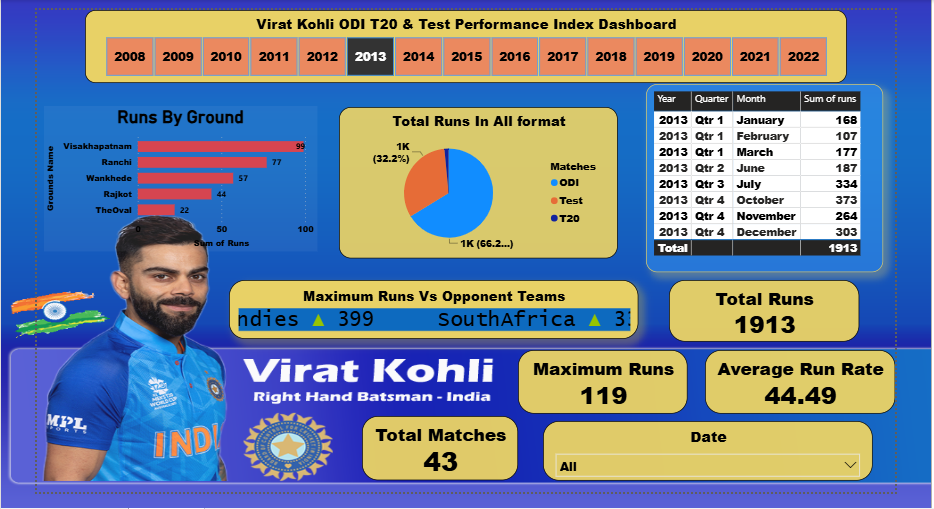 Virat Kohli ODI T20 & Test Performance Index Dashboard
2008 2009 2010 2011 2012 2013 2014 2015 2016 2017 2018 2019 2020 2021 2022
Runs By Ground
Grounds Name
Visakhapatnam 99
Ranchi 77
Wankhede 57
Rajkot 44
TheOval 22
0 50 100
Sum of Runs
Total Runs In All format
1K
(32.2%)
1K (66.2...)
Matches
ODI
Test
T20
Year Quarter Month Sum of runs
2013 Qtr 1 January 168
2013 Qtr 1 February 107
2013 Qtr 1 March 177
2013 Qtr 2 June 187
2013 Qtr 3 July 334
2013 Qtr 4 October 373
2013 Qtr 4 November 264
2013 Qtr 4 December 303
Total 1913
Maximum Runs Vs Opponent Teams
ndies ▲ 399 SouthAfrica ▲ 3
Total Runs
1913
Virat Kohli
Right Hand Batsman - India
Maximum Runs
119
Average Run Rate
44.49
Total Matches
43
Date
All
MPL
SPORTS
INDI